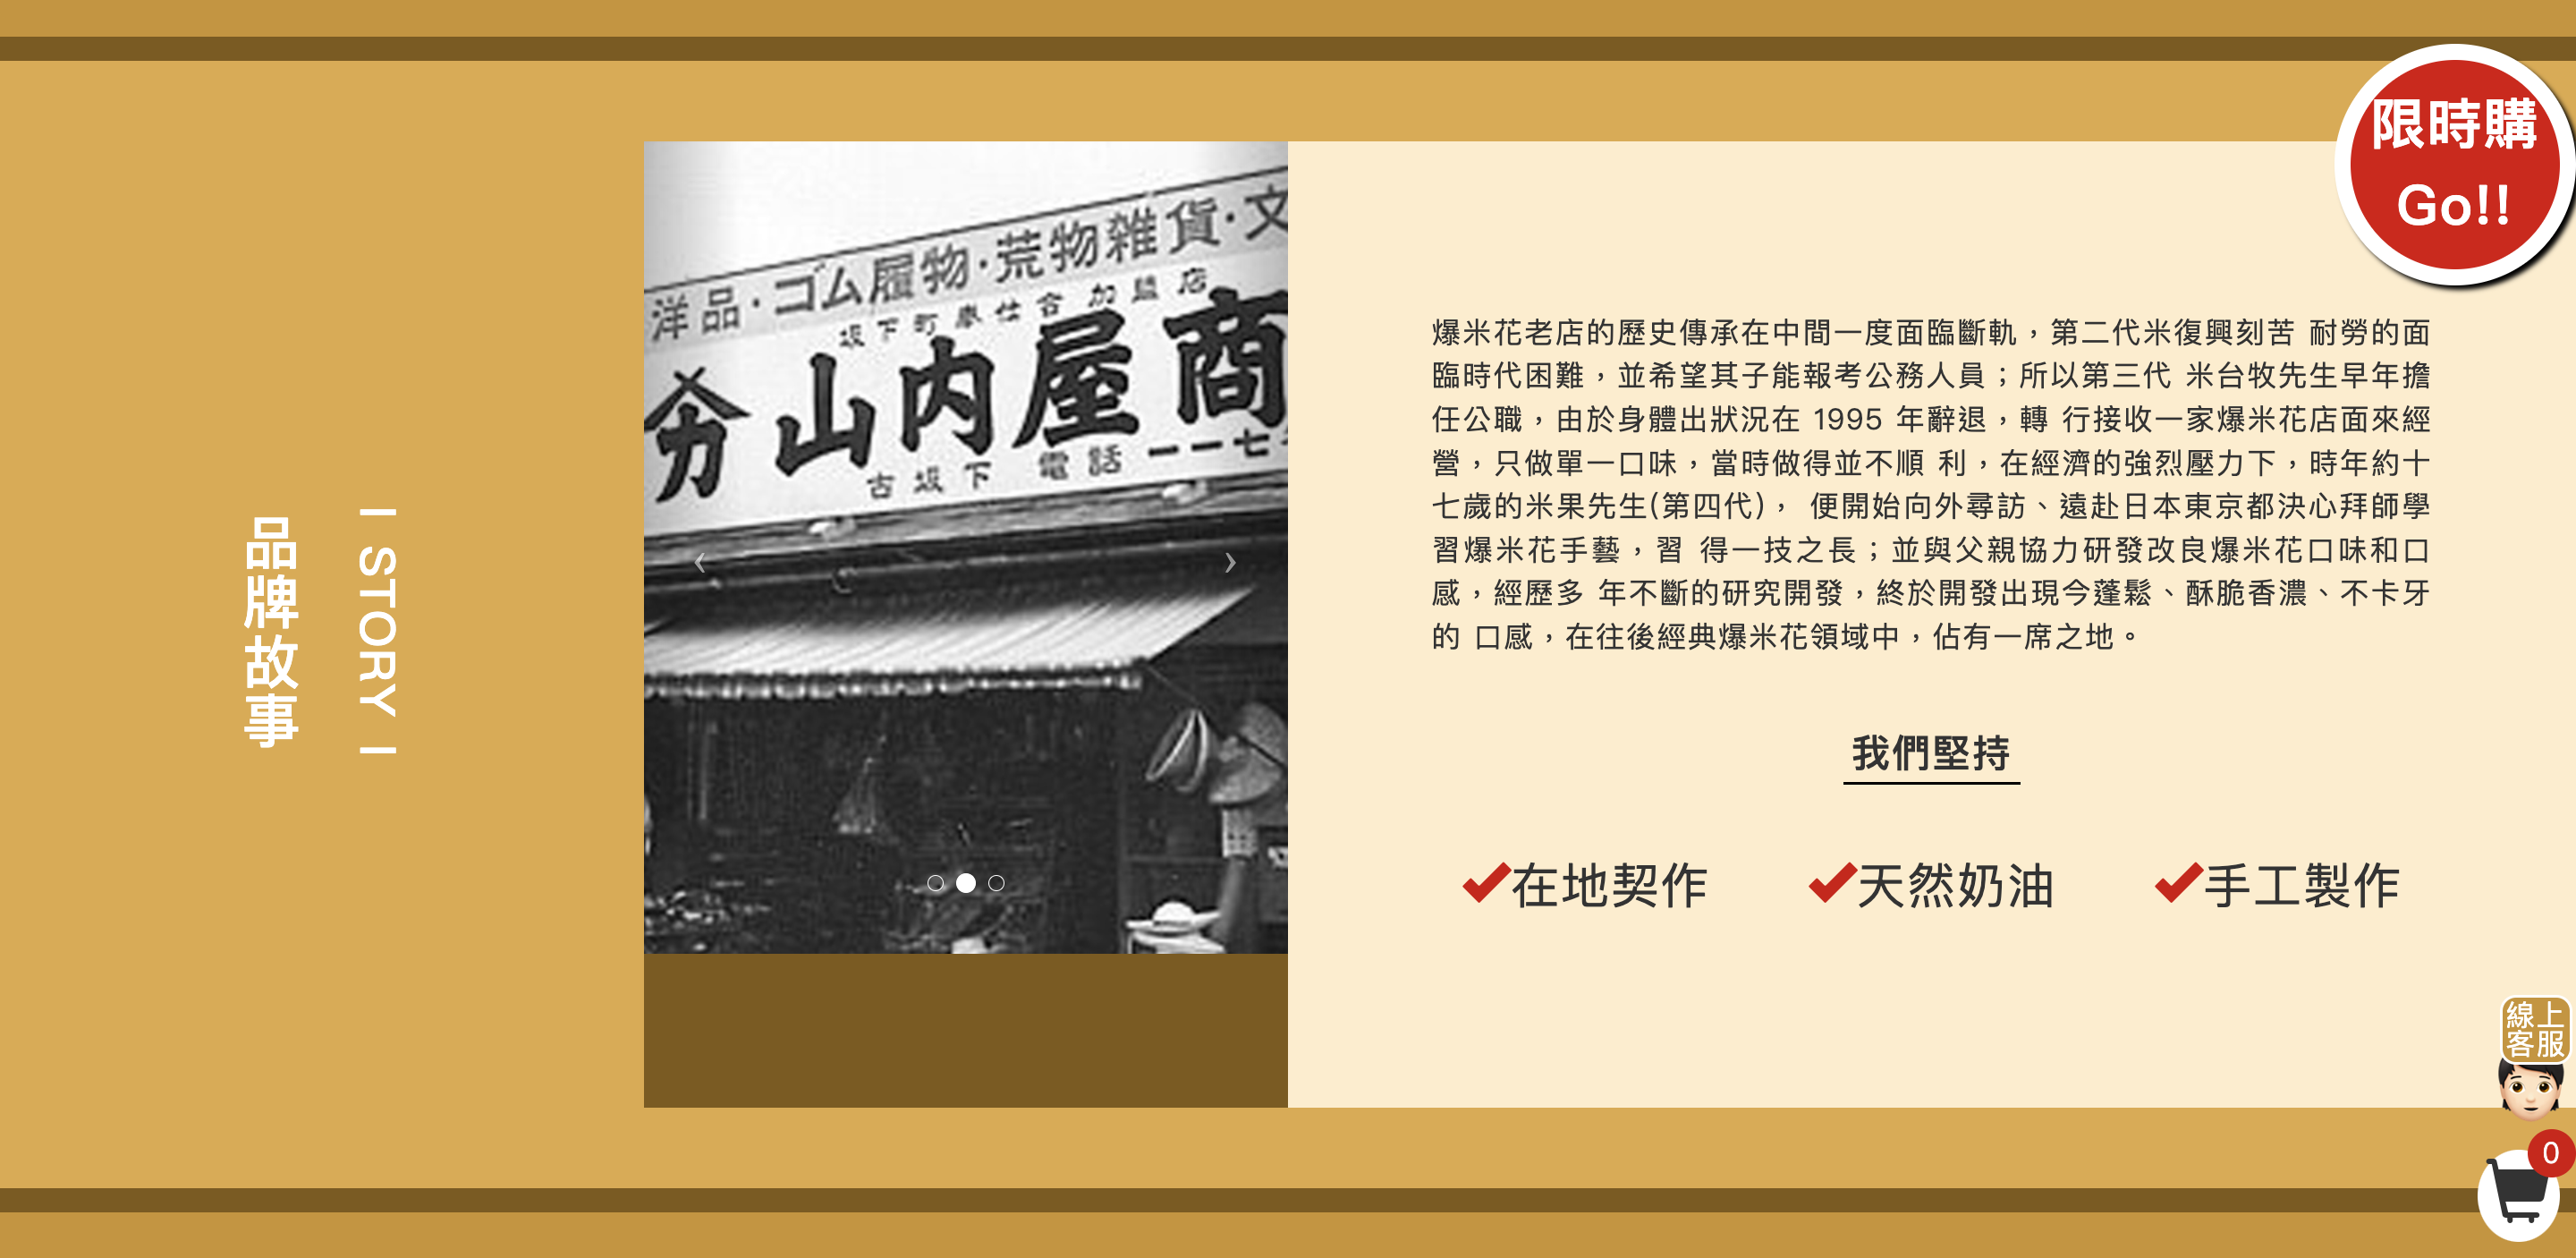 限時購
Go!!
品牌故事
| STORY |
洋品·ゴム履物·荒物雑貨·文
坂下町奉仕会加盟店
山内屋商
古坂下 電話 一一七
爆米花老店的歷史傳承在中間一度面臨斷軌，第二代米復興刻苦 耐勞的面
臨時代困難，並希望其子能報考公務人員；所以第三代 米台牧先生早年擔
任公職，由於身體出狀況在 1995 年辭退，轉 行接收一家爆米花店面來經
營，只做單一口味，當時做得並不順 利，在經濟的強烈壓力下，時年約十
七歲的米果先生(第四代)， 便開始向外尋訪、遠赴日本東京都決心拜師學
習爆米花手藝，習 得一技之長；並與父親協力研發改良爆米花口味和口
感，經歷多 年不斷的研究開發，終於開發出現今蓬鬆、酥脆香濃、不卡牙
的 口感，在往後經典爆米花領域中，佔有一席之地。
我們堅持
在地契作
天然奶油
手工製作
線上
客服
0